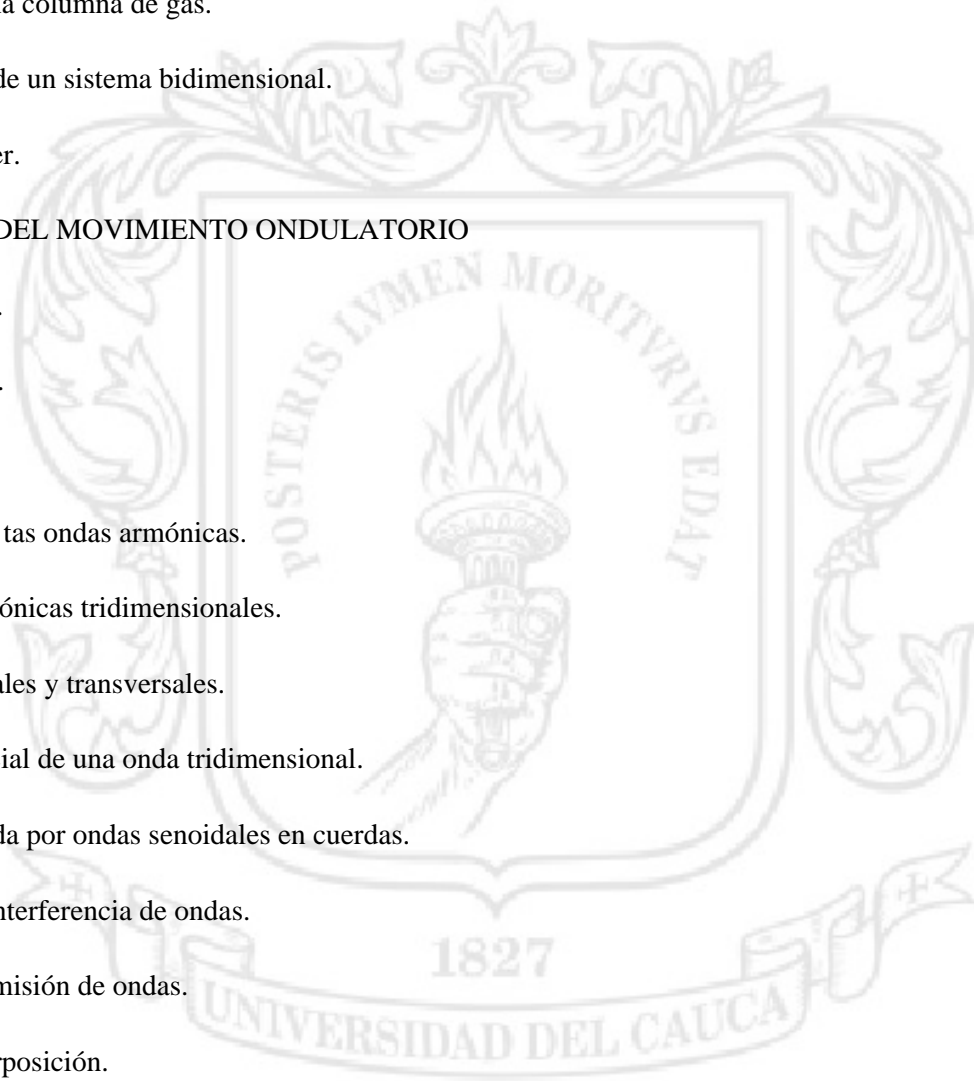 a columna de gas.
de un sistema bidimensional.
er.
DEL MOVIMIENTO ONDULATORIO
.
.
tas ondas armónicas.
ónicas tridimensionales.
ales y transversales.
cial de una onda tridimensional.
da por ondas senoidales en cuerdas.
nterferencia de ondas.
misión de ondas.
rposición.
POSTERIS LVMEN MORITVRVS EDAT
1827
UNIVERSIDAD DEL CAUCA